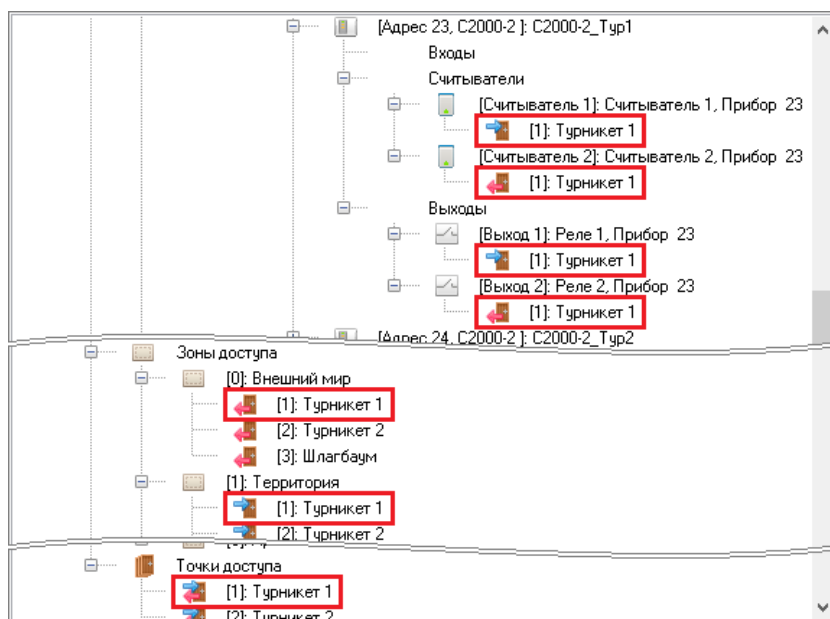 [Адрес 23, С2000-2 ]: С2000-2_Тур1
Входы
Считыватели
[Считыватель 1]: Считыватель 1, Прибор 23
[1]: Турникет 1
[Считыватель 2]: Считыватель 2, Прибор 23
[1]: Турникет 1
Выходы
[Выход 1]: Реле 1, Прибор 23
[1]: Турникет 1
[Выход 2]: Реле 2, Прибор 23
[1]: Турникет 1
[Адрес 24, С2000-2 ]: С2000-2_Тур2
Зоны доступа
[0]: Внешний мир
[1]: Турникет 1
[2]: Турникет 2
[3]: Шлагбаум
[1]: Территория
[1]: Турникет 1
[2]: Турникет 2
Точки доступа
[1]: Турникет 1
[2]: Турникет 2